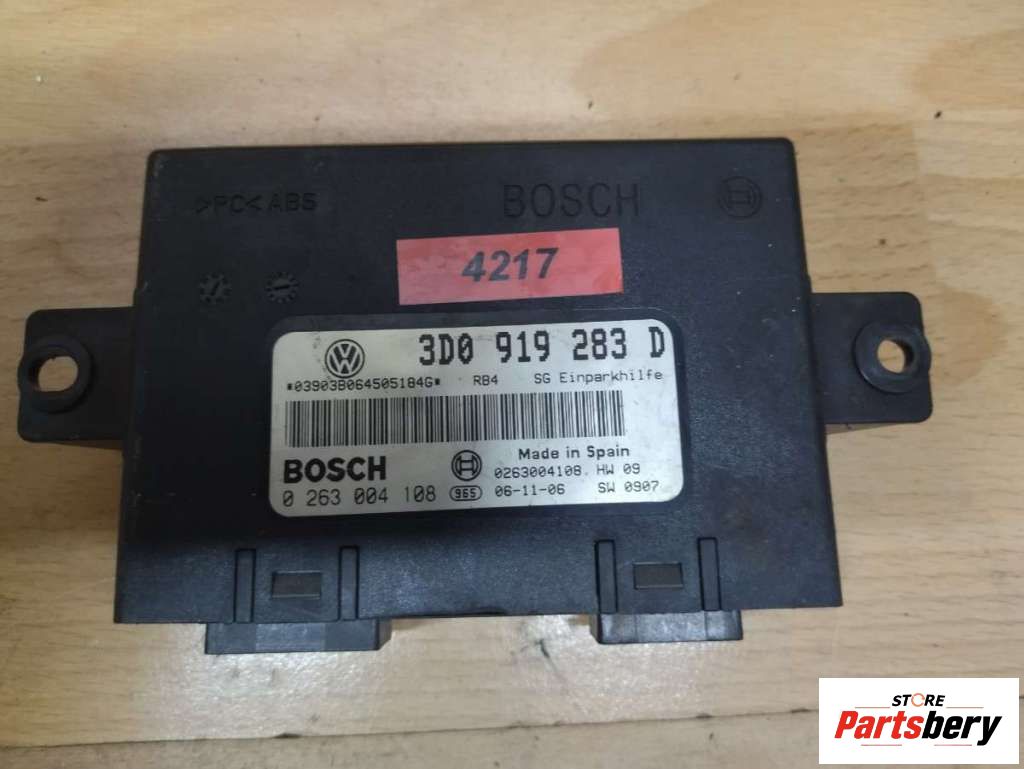 >PC<ABS
BOSCH
4217
VW
3D0 919 283 D
*03903B064505184G* RB4 SG Einparkhilfe
Made in Spain
BOSCH
0263004108. HW 09
0 263 004 108 965 06-11-06 SW 0907
STORE
Partsbery